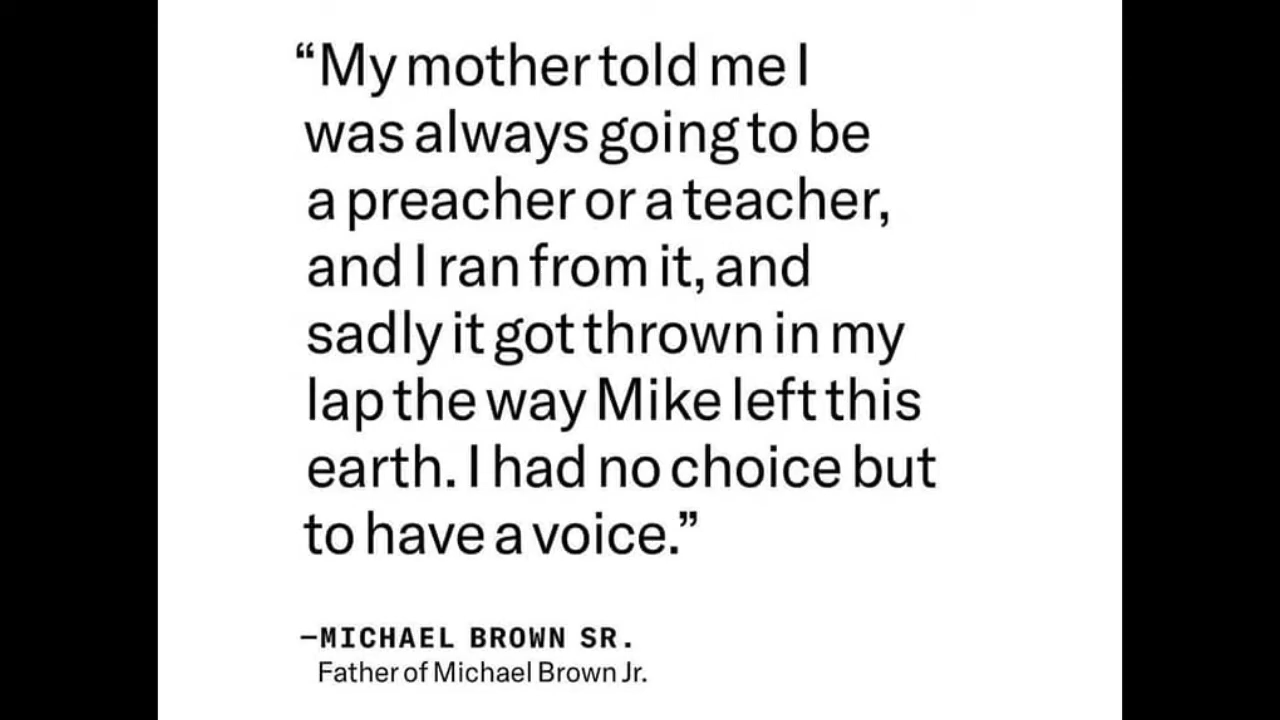 “My mother told me I
was always going to be
a preacher or a teacher,
and I ran from it, and
sadly it got thrown in my
lap the way Mike left this
earth. I had no choice but
to have a voice.”
—MICHAEL BROWN SR.
Father of Michael Brown Jr.